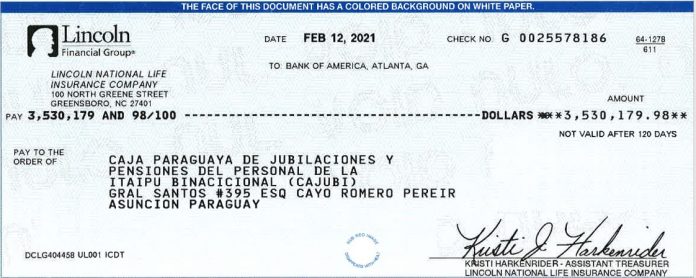 THE FACE OF THIS DOCUMENT HAS A COLORED BACKGROUND ON WHITE PAPER.
Lincoln
Financial Group®
DATE FEB 12, 2021 CHECK NO. G 0025578186 64-1278
611
TO: BANK OF AMERICA, ATLANTA, GA
LINCOLN NATIONAL LIFE
INSURANCE COMPANY
100 NORTH GREENE STREET
GREENSBORO, NC 27401
AMOUNT
PAY 3,530,179 AND 98/100 ---------------------------------- DOLLARS ***3,530,179.98**
NOT VALID AFTER 120 DAYS
PAY TO THE
ORDER OF
CAJA PARAGUAYA DE JUBILACIONES Y
PENSIONES DEL PERSONAL DE LA
ITAIPU BINACICIONAL (CAJUBI)
GRAL SANTOS #395 ESQ CAYO ROMERO PEREIR
ASUNCION PARAGUAY
Kristi J Harkenrider
DCLG404458 UL001 ICDT
KRISTI HARKENRIDER - ASSISTANT TREASURER
LINCOLN NATIONAL LIFE INSURANCE COMPANY